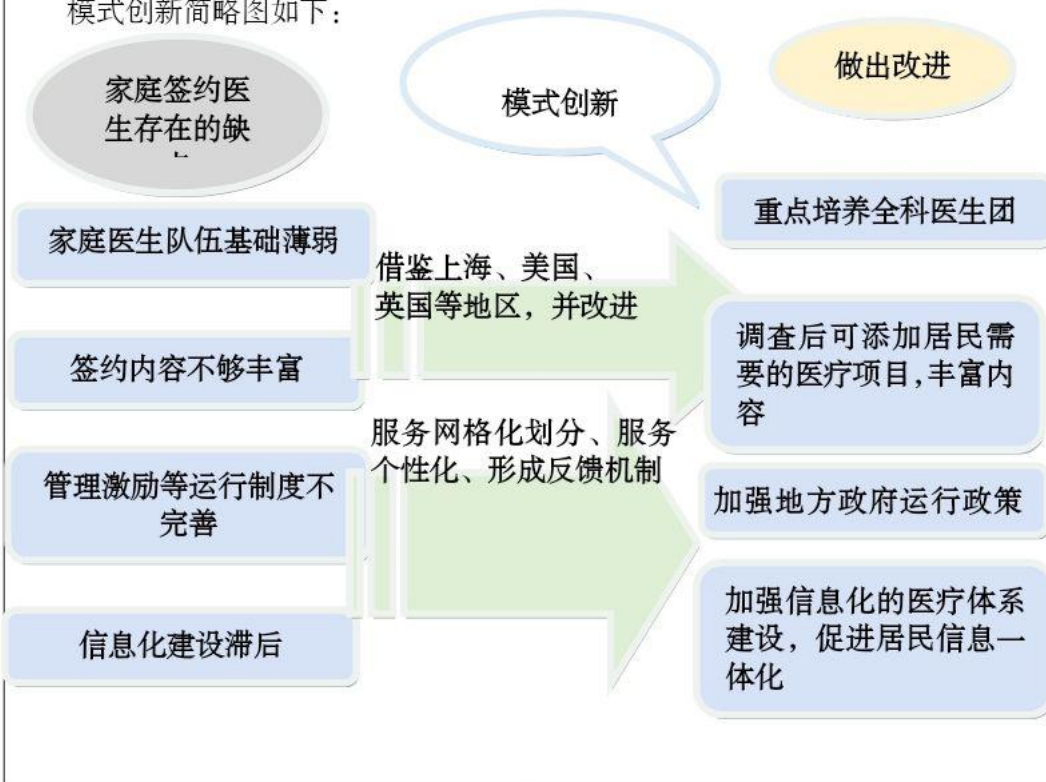 模式创新简略图如下：
家庭签约医
生存在的缺
模式创新
做出改进
家庭医生队伍基础薄弱
签约内容不够丰富
管理激励等运行制度不
完善
信息化建设滞后
借鉴上海、美国、
英国等地区，并改进
服务网格化划分、服务
个性化、形成反馈机制
重点培养全科医生团
调查后可添加居民需
要的医疗项目，丰富内
容
加强地方政府运行政策
加强信息化的医疗体系
建设，促进居民信息一
体化